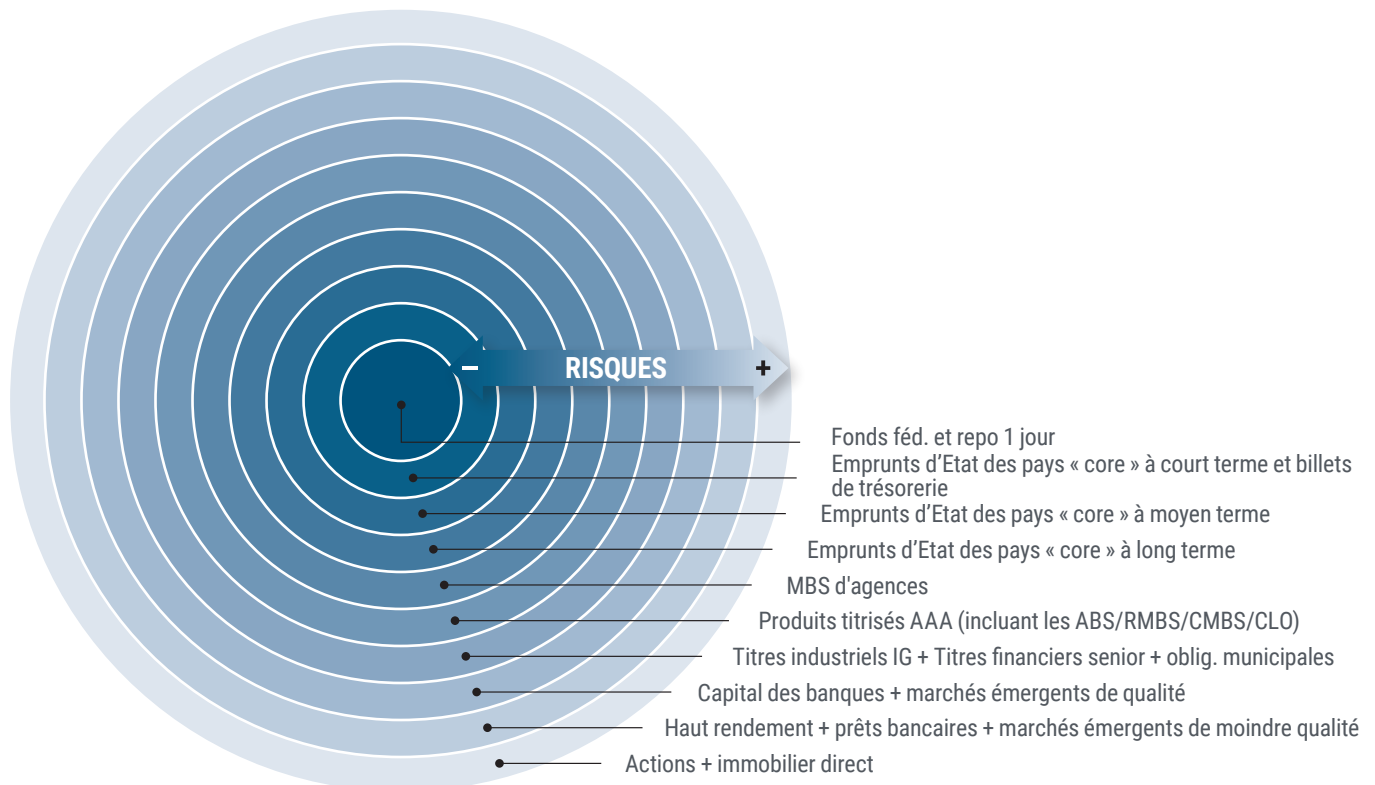 − RISQUES +
Fonds féd. et repo 1 jour
Emprunts d’Etat des pays « core » à court terme et billets
de trésorerie
Emprunts d’Etat des pays « core » à moyen terme
Emprunts d’Etat des pays « core » à long terme
MBS d'agences
Produits titrisés AAA (incluant les ABS/RMBS/CMBS/CLO)
Titres industriels IG + Titres financiers senior + oblig. municipales
Capital des banques + marchés émergents de qualité
Haut rendement + prêts bancaires + marchés émergents de moindre qualité
Actions + immobilier direct